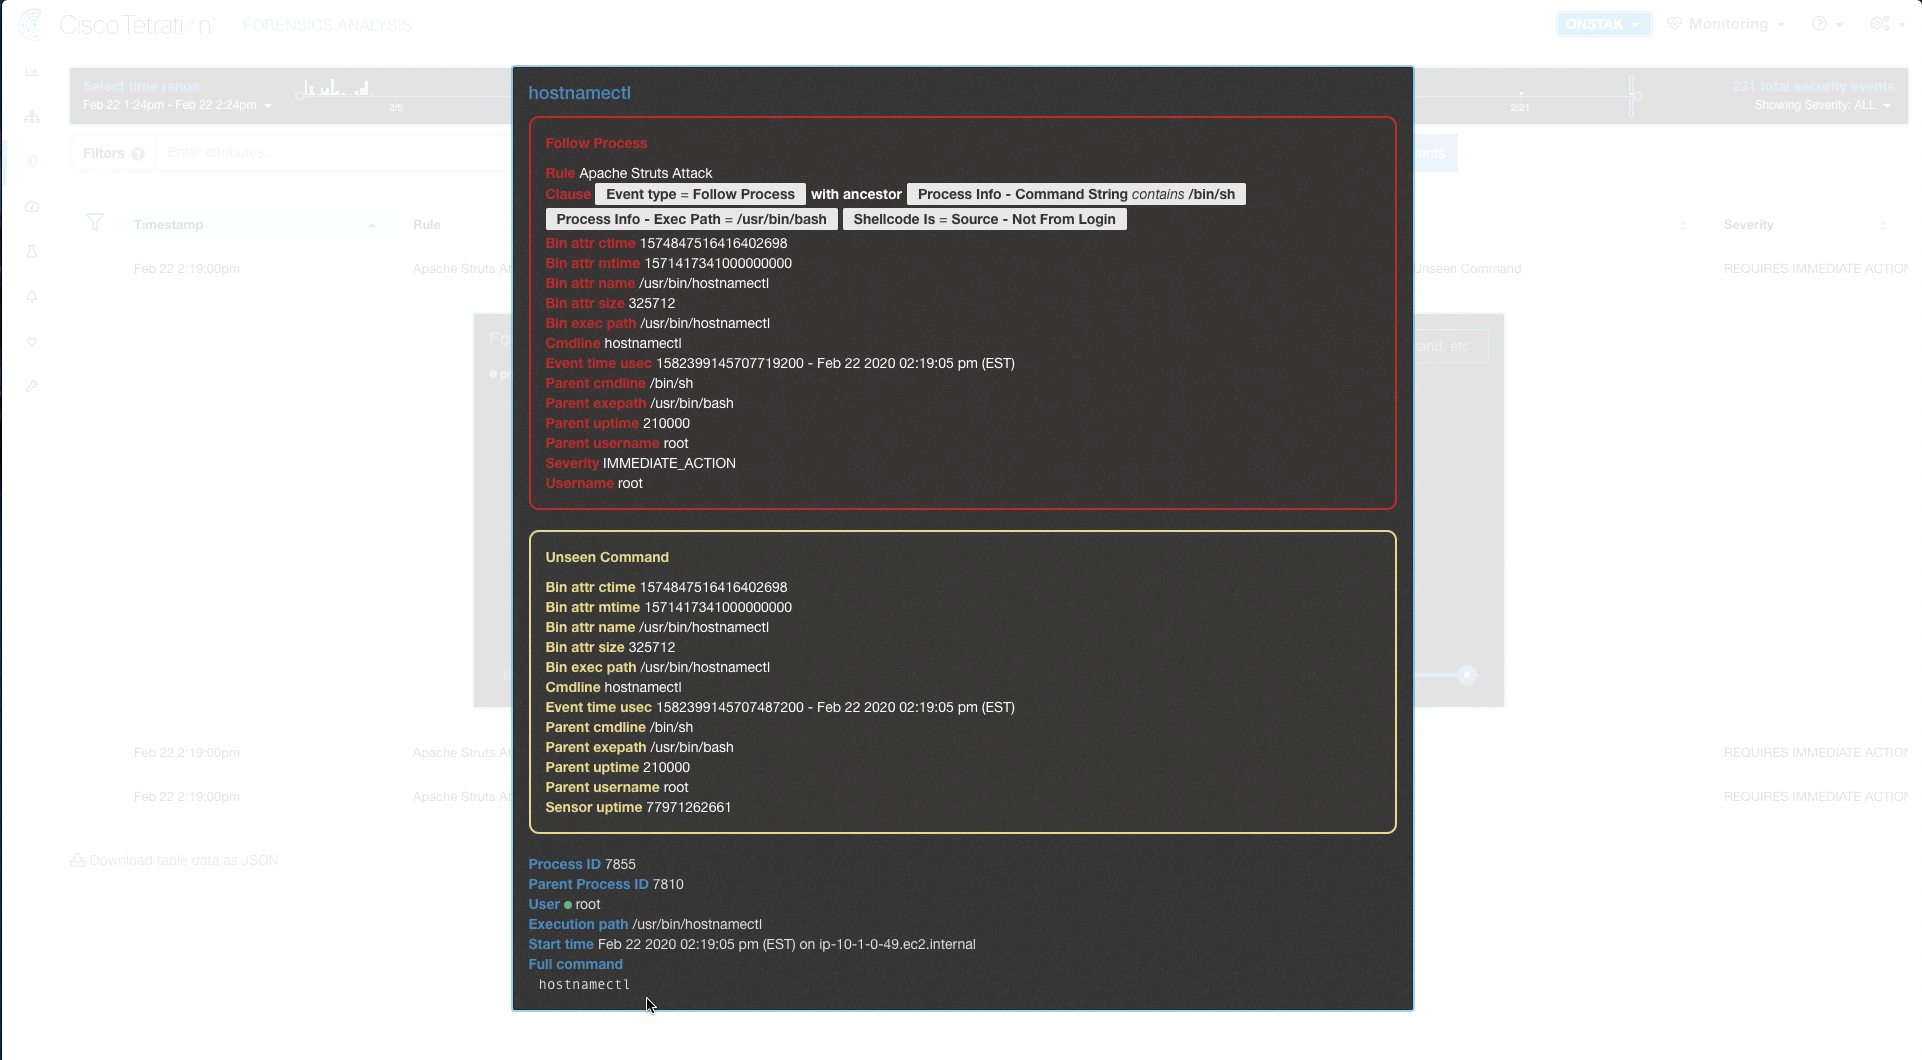 Cisco Tetration FORENSICS ANALYSIS
ONSTAK
Monitoring
Select time range
Feb 22 1:24pm - Feb 22 2:24pm
2/5
2/21
231 total security events
Showing Severity: ALL
Filters
Enter attributes...
Timestamp
Rule
Severity
Feb 22 2:19:00pm
Apache Struts At
Unseen Command
REQUIRES IMMEDIATE ACTION
Fo
pr
and, etc
Feb 22 2:19:00pm
Apache Struts At
REQUIRES IMMEDIATE ACTION
Feb 22 2:19:00pm
Apache Struts At
REQUIRES IMMEDIATE ACTION
Download table data as JSON
hostnamectl
Follow Process
Rule Apache Struts Attack
Clause Event type = Follow Process with ancestor Process Info - Command String contains /bin/sh
Process Info - Exec Path = /usr/bin/bash Shellcode Is = Source - Not From Login
Bin attr ctime 1574847516416402698
Bin attr mtime 1571417341000000000
Bin attr name /usr/bin/hostnamectl
Bin attr size 325712
Bin exec path /usr/bin/hostnamectl
Cmdline hostnamectl
Event time usec 1582399145707719200 - Feb 22 2020 02:19:05 pm (EST)
Parent cmdline /bin/sh
Parent exepath /usr/bin/bash
Parent uptime 210000
Parent username root
Severity IMMEDIATE_ACTION
Username root
Unseen Command
Bin attr ctime 1574847516416402698
Bin attr mtime 1571417341000000000
Bin attr name /usr/bin/hostnamectl
Bin attr size 325712
Bin exec path /usr/bin/hostnamectl
Cmdline hostnamectl
Event time usec 1582399145707487200 - Feb 22 2020 02:19:05 pm (EST)
Parent cmdline /bin/sh
Parent exepath /usr/bin/bash
Parent uptime 210000
Parent username root
Sensor uptime 77971262661
Process ID 7855
Parent Process ID 7810
User root
Execution path /usr/bin/hostnamectl
Start time Feb 22 2020 02:19:05 pm (EST) on ip-10-1-0-49.ec2.internal
Full command
hostnamectl